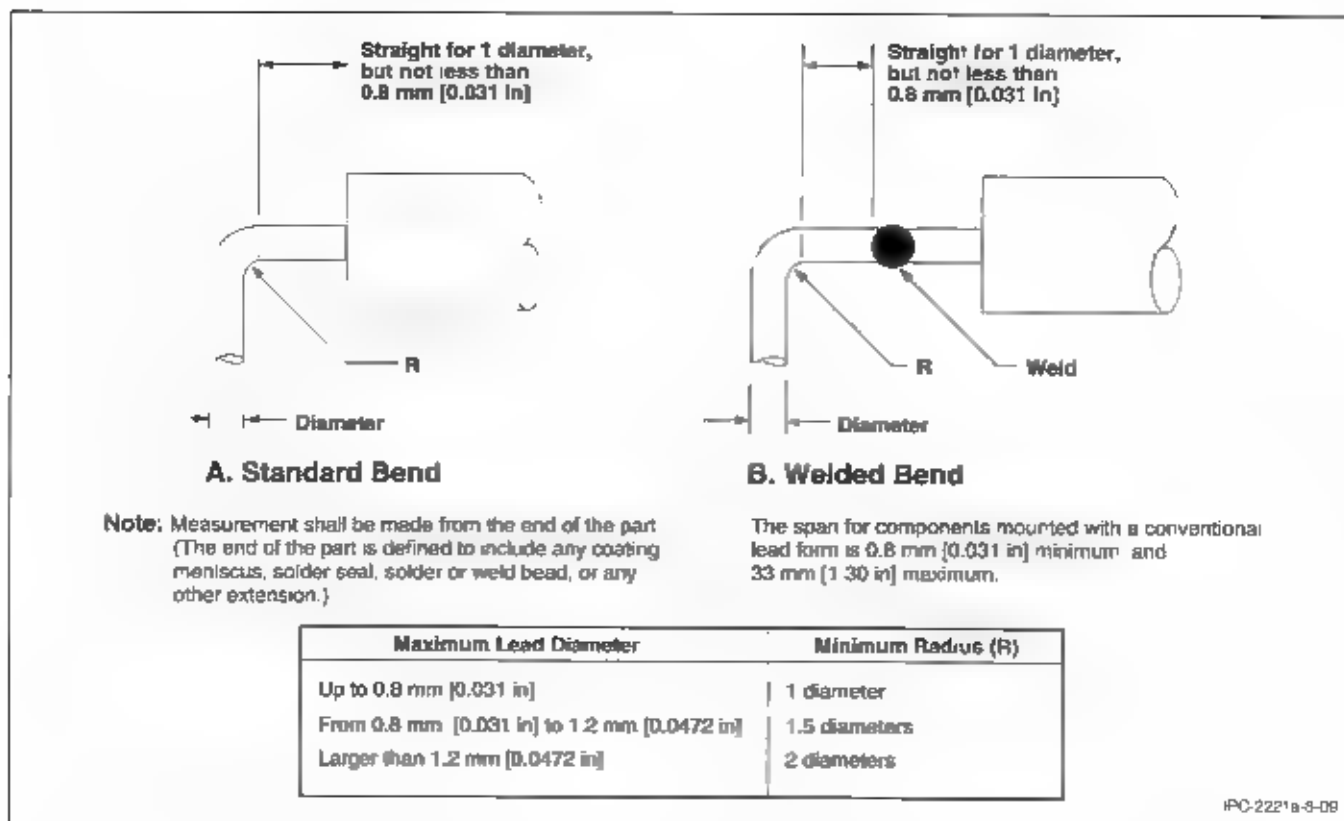 Straight for 1 diameter,
but not less than
0.8 mm [0.031 in]
Straight for 1 diameter,
but not less than
0.8 mm [0.031 in]
R
Diameter
R
Weld
Diameter
A. Standard Bend
B. Welded Bend
Note: Measurement shall be made from the end of the part
(The end of the part is defined to include any coating
meniscus, solder seal, solder or weld bead, or any
other extension.)
The span for components mounted with a conventional
lead form is 0.8 mm [0.031 in] minimum and
33 mm [1 30 in] maximum.
Maximum Lead Diameter
Minimum Radius (R)
Up to 0.8 mm [0.031 in]
1 diameter
From 0.8 mm [0.031 in] to 1.2 mm [0.0472 in]
1.5 diameters
Larger than 1.2 mm [0.0472 in]
2 diameters
IPC-2221a-8-09